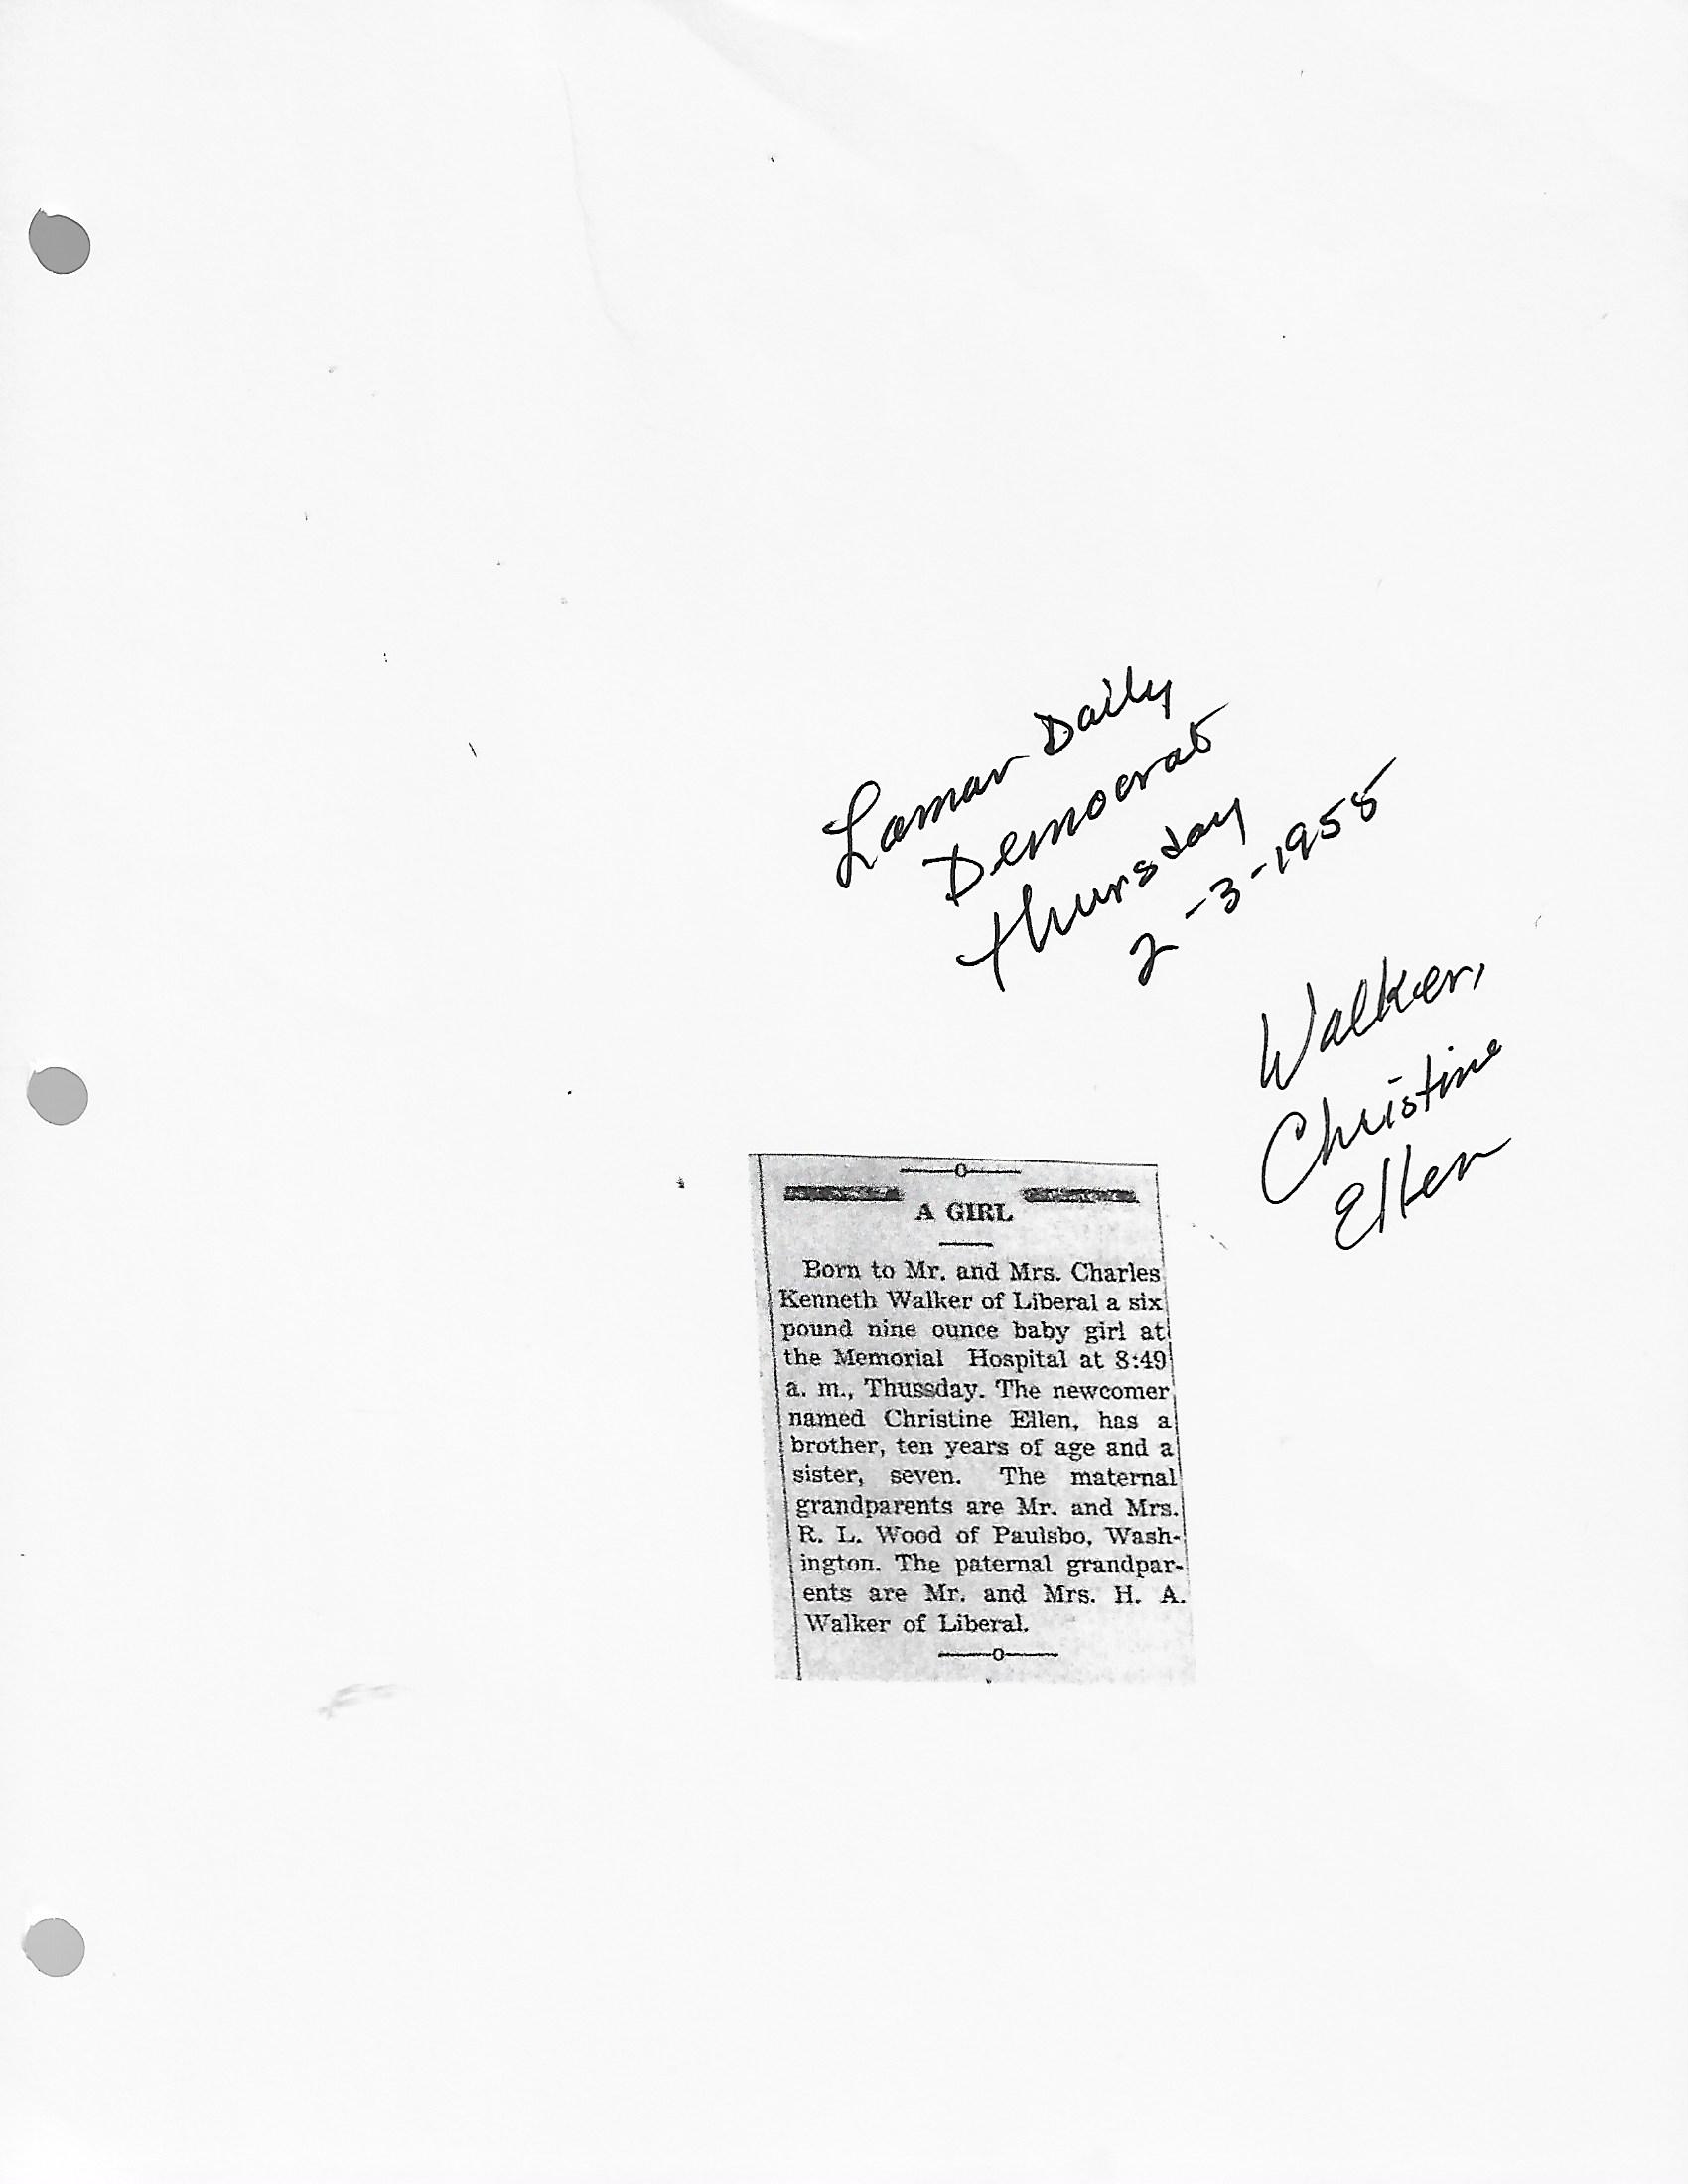 Lamar Daily
Democrat
Thursday
2-3-1955
Walker,
Christine
Ellen
A GIRL
Born to Mr. and Mrs. Charles
Kenneth Walker of Liberal a six
pound nine ounce baby girl at
the Memorial Hospital at 8:49
a. m., Thussday. The newcomer
named Christine Ellen, has a
brother, ten years of age and a
sister, seven. The maternal
grandparents are Mr. and Mrs.
R. L. Wood of Paulsbo, Wash-
ington. The paternal grandpar-
ents are Mr. and Mrs. H. A.
Walker of Liberal.